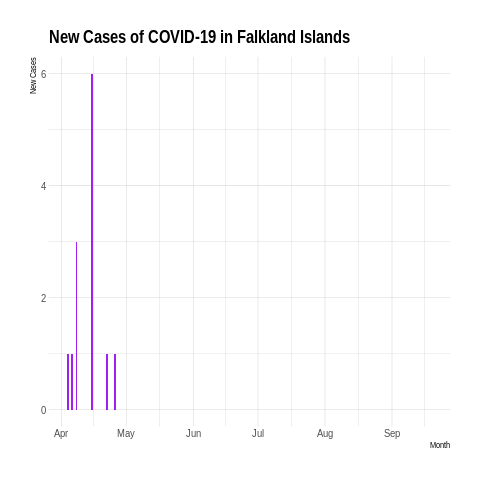 New Cases of COVID-19 in Falkland Islands
New Cases
6
4
2
0
Apr May Jun Jul Aug Sep
Month